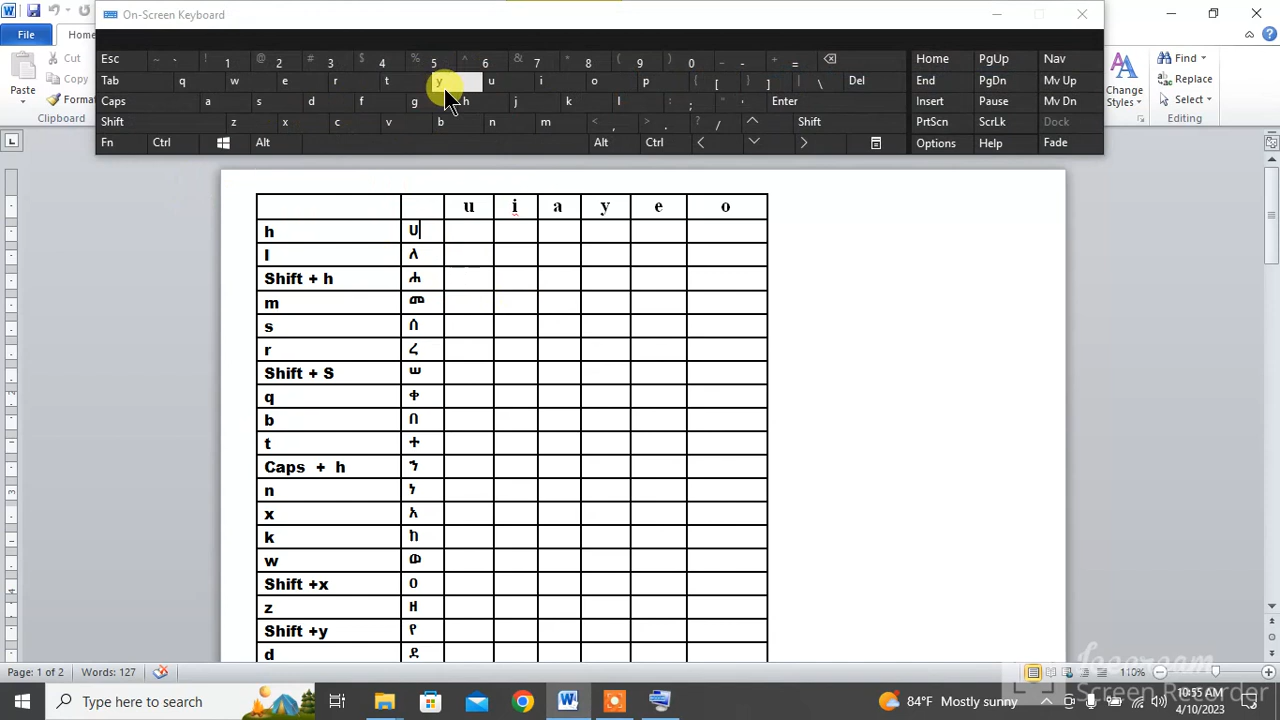 On-Screen Keyboard
File
Home
Cut
Copy
Format
Paste
Clipboard
Esc ~ ` ! 1 @ 2 # 3 $ 4 % 5 ^ 6 & 7 * 8 ( 9 ) 0 _ - + = Home PgUp Nav
Tab q w e r t y u i o p { [ } ] | \ Del End PgDn Mv Up
Caps a s d f g h j k l : ; " ' Enter Insert Pause Mv Dn
Shift z x c v b n m < , > . ? / Shift PrtScn ScrLk Dock
Fn Ctrl Alt Alt Ctrl Options Help Fade
Change
Styles
Find
Replace
Select
Editing
u i a y e o
h ሀ
l ለ
Shift + h ሐ
m መ
s ሰ
r ረ
Shift + S ሠ
q ቀ
b በ
t ተ
Caps + h ኀ
n ነ
x አ
k ከ
w ወ
Shift +x ዐ
z ዘ
Shift +y የ
d ደ
Page: 1 of 2 Words: 127 110%
Type here to search
84°F Mostly sunny
10:55 AM
4/10/2023
Icecream
Screen Recorder